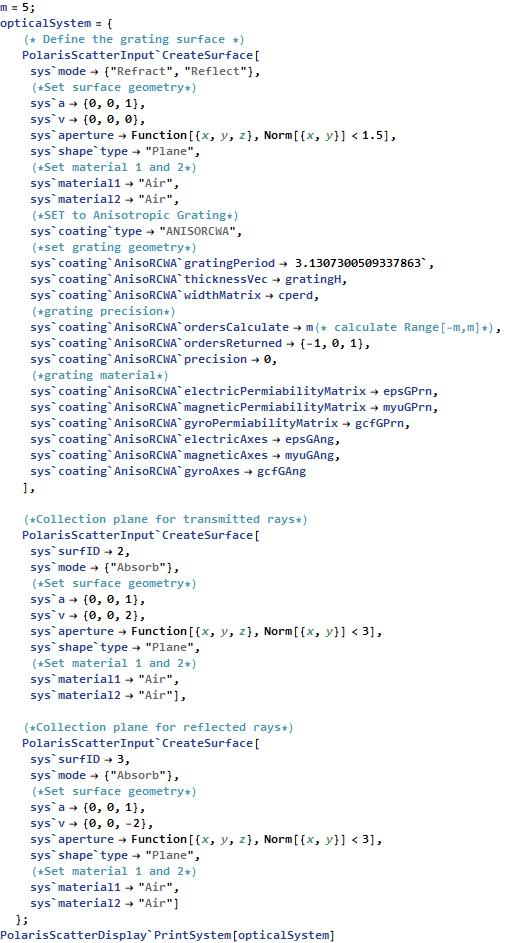 m = 5;
opticalSystem = {
(* Define the grating surface *)
PolarisScatterInput`CreateSurface[
sys`mode → {"Refract", "Reflect"},
(*Set surface geometry*)
sys`a → {0, 0, 1},
sys`v → {0, 0, 0},
sys`aperture → Function[{x, y, z}, Norm[{x, y}] < 1.5],
sys`shape`type → "Plane",
(*Set material 1 and 2*)
sys`material1 → "Air",
sys`material2 → "Air",
(*SET to Anisotropic Grating*)
sys`coating`type → "ANISORCWA",
(*set grating geometry*)
sys`coating`AnisoRCWA`gratingPeriod → 3.1307300509337863`,
sys`coating`AnisoRCWA`thicknessVec → gratingH,
sys`coating`AnisoRCWA`widthMatrix → cperd,
(*grating precision*)
sys`coating`AnisoRCWA`ordersCalculate → m(* calculate Range[-m,m]*),
sys`coating`AnisoRCWA`ordersReturned → {-1, 0, 1},
sys`coating`AnisoRCWA`precision → 0,
(*grating material*)
sys`coating`AnisoRCWA`electricPermiabilityMatrix → epsGPrn,
sys`coating`AnisoRCWA`magneticPermiabilityMatrix → myuGPrn,
sys`coating`AnisoRCWA`gyroPermiabilityMatrix → gcfGPrn,
sys`coating`AnisoRCWA`electricAxes → epsGAng,
sys`coating`AnisoRCWA`magneticAxes → myuGAng,
sys`coating`AnisoRCWA`gyroAxes → gcfGAng
],
(*Collection plane for transmitted rays*)
PolarisScatterInput`CreateSurface[
sys`surfID → 2,
sys`mode → {"Absorb"},
(*Set surface geometry*)
sys`a → {0, 0, 1},
sys`v → {0, 0, 2},
sys`aperture → Function[{x, y, z}, Norm[{x, y}] < 3],
sys`shape`type → "Plane",
(*Set material 1 and 2*)
sys`material1 → "Air",
sys`material2 → "Air"],
(*Collection plane for reflected rays*)
PolarisScatterInput`CreateSurface[
sys`surfID → 3,
sys`mode → {"Absorb"},
(*Set surface geometry*)
sys`a → {0, 0, 1},
sys`v → {0, 0, -2},
sys`aperture → Function[{x, y, z}, Norm[{x, y}] < 3],
sys`shape`type → "Plane",
(*Set material 1 and 2*)
sys`material1 → "Air",
sys`material2 → "Air"]
};
PolarisScatterDisplay`PrintSystem[opticalSystem]